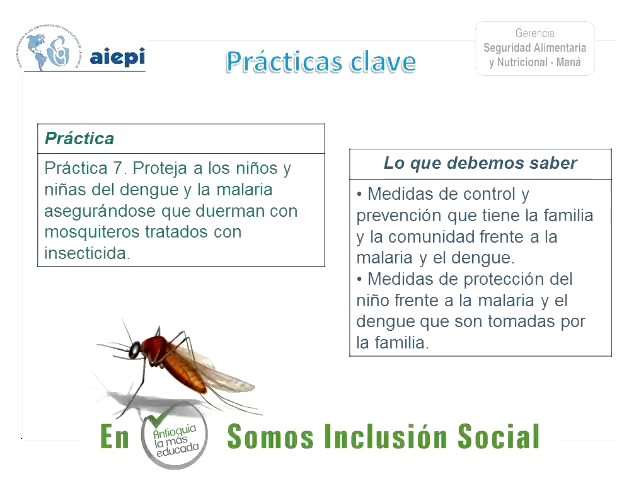 aiepi
Prácticas clave
Gerencia
Seguridad Alimentaria
y Nutricional - Maná
Práctica
Práctica 7. Proteja a los niños y
niñas del dengue y la malaria
asegurándose que duerman con
mosquiteros tratados con
insecticida.
Lo que debemos saber
• Medidas de control y
prevención que tiene la familia
y la comunidad frente a la
malaria y el dengue.
• Medidas de protección del
niño frente a la malaria y el
dengue que son tomadas por
la familia.
En
Antioquia
la más
educada
Somos Inclusión Social